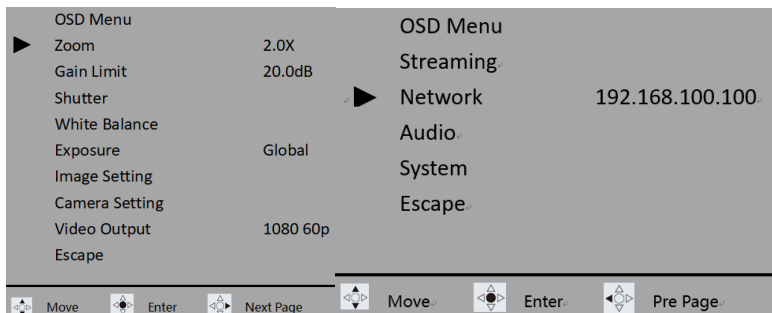 OSD Menu
Zoom 2.0X
Gain Limit 20.0dB
Shutter
White Balance
Exposure Global
Image Setting
Camera Setting
Video Output 1080 60p
Escape
Move Enter Next Page
OSD Menu
Streaming
Network 192.168.100.100
Audio
System
Escape
Move Enter Pre Page